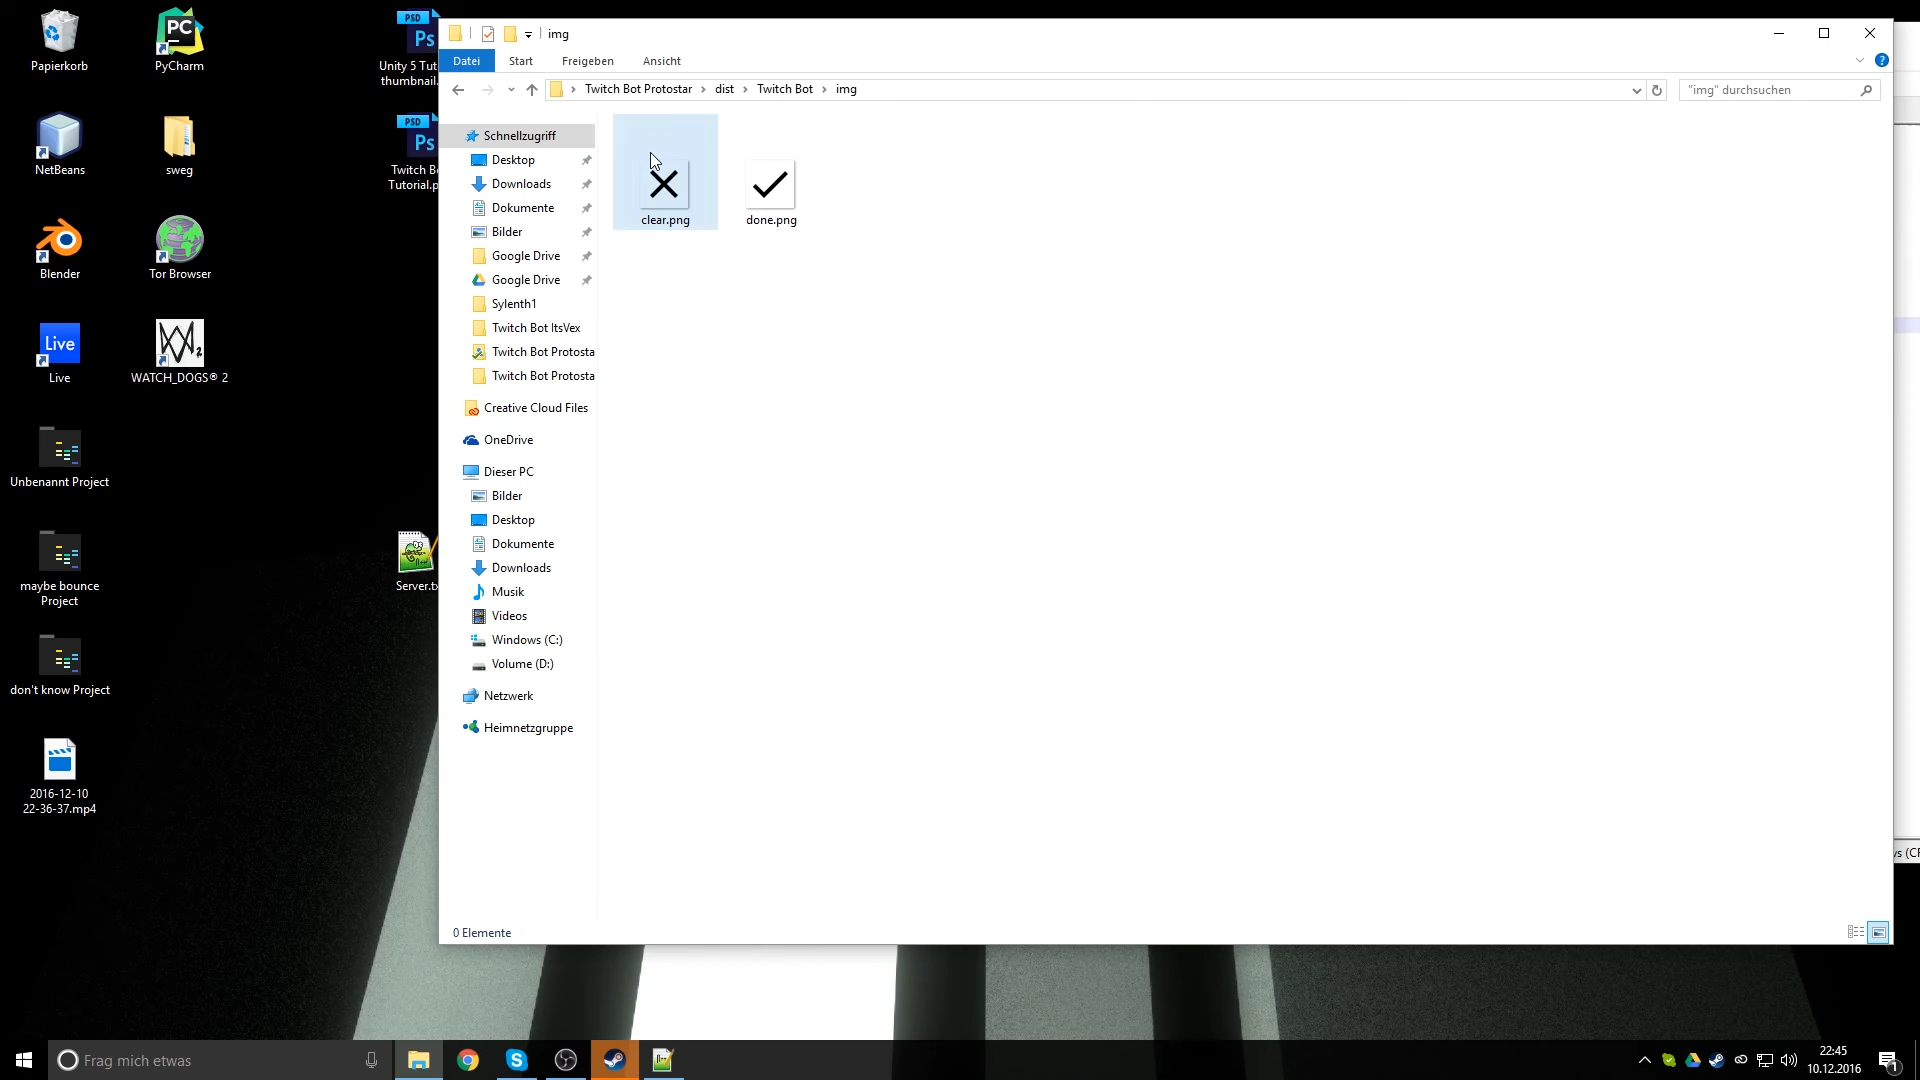 Papierkorb
PyCharm
PSD
Ps
Unity 5 Tut
thumbnail.
NetBeans
sweg
PSD
Ps
Twitch B
Tutorial.p
Blender
Tor Browser
Live
Live
WATCH_DOGS® 2
Unbenannt Project
maybe bounce
Project
Server.t
don't know Project
2016-12-10
22-36-37.mp4
img
Datei
Start
Freigeben
Ansicht
Twitch Bot Protostar
dist
Twitch Bot
img
"img" durchsuchen
Schnellzugriff
Desktop
Downloads
Dokumente
Bilder
Google Drive
Google Drive
Sylenth1
Twitch Bot ItsVex
Twitch Bot Protosta
Twitch Bot Protosta
Creative Cloud Files
OneDrive
Dieser PC
Bilder
Desktop
Dokumente
Downloads
Musik
Videos
Windows (C:)
Volume (D:)
Netzwerk
Heimnetzgruppe
clear.png
done.png
0 Elemente
Frag mich etwas
22:45
10.12.2016
1